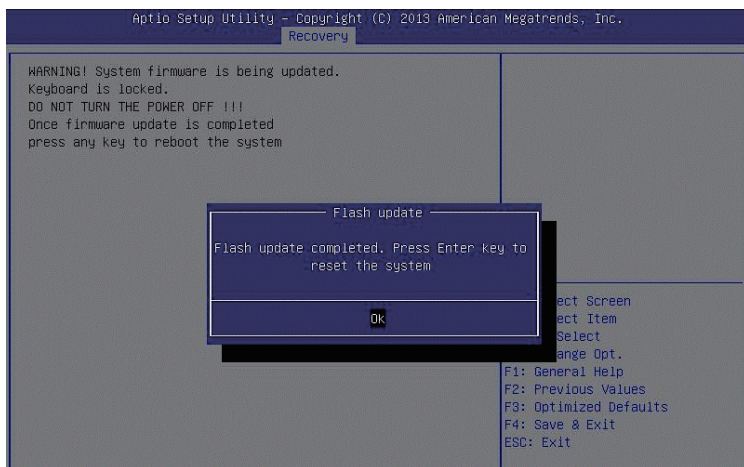 Aptio Setup Utility – Copyright (C) 2013 American Megatrends, Inc.
Recovery
WARNING! System firmware is being updated.
Keyboard is locked.
DO NOT TURN THE POWER OFF !!!
Once firmware update is completed
press any key to reboot the system
Flash update
Flash update completed. Press Enter key to
reset the system
Ok
Screen
Item
Select
Opt.
F1: General Help
F2: Previous Values
F3: Optimized Defaults
F4: Save & Exit
ESC: Exit